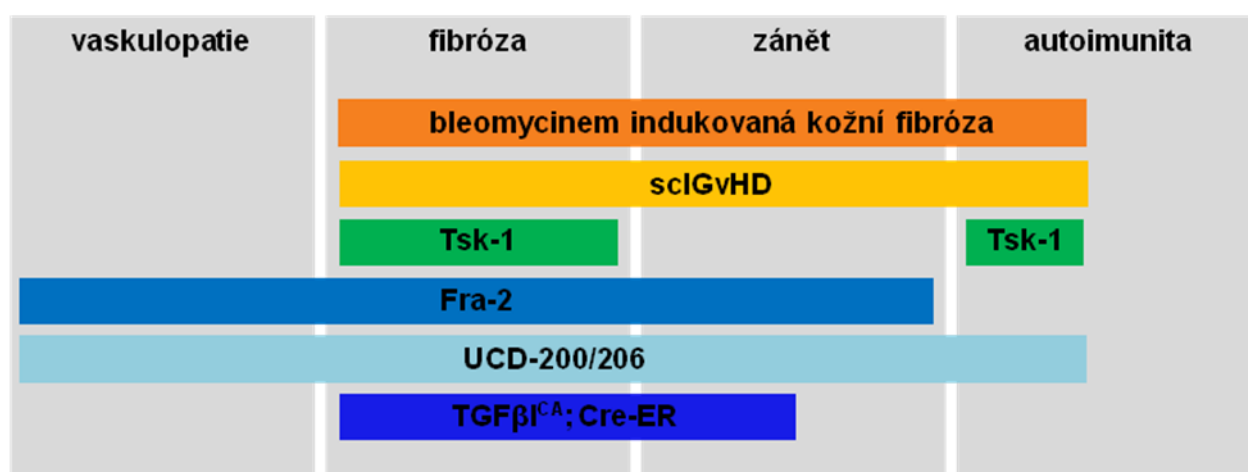 vaskulopatie fibróza zánět autoimunita
bleomycinem indukovaná kožní fibróza
sclGvHD
Tsk-1 Tsk-1
Fra-2
UCD-200/206
TGFβI^CA; Cre-ER